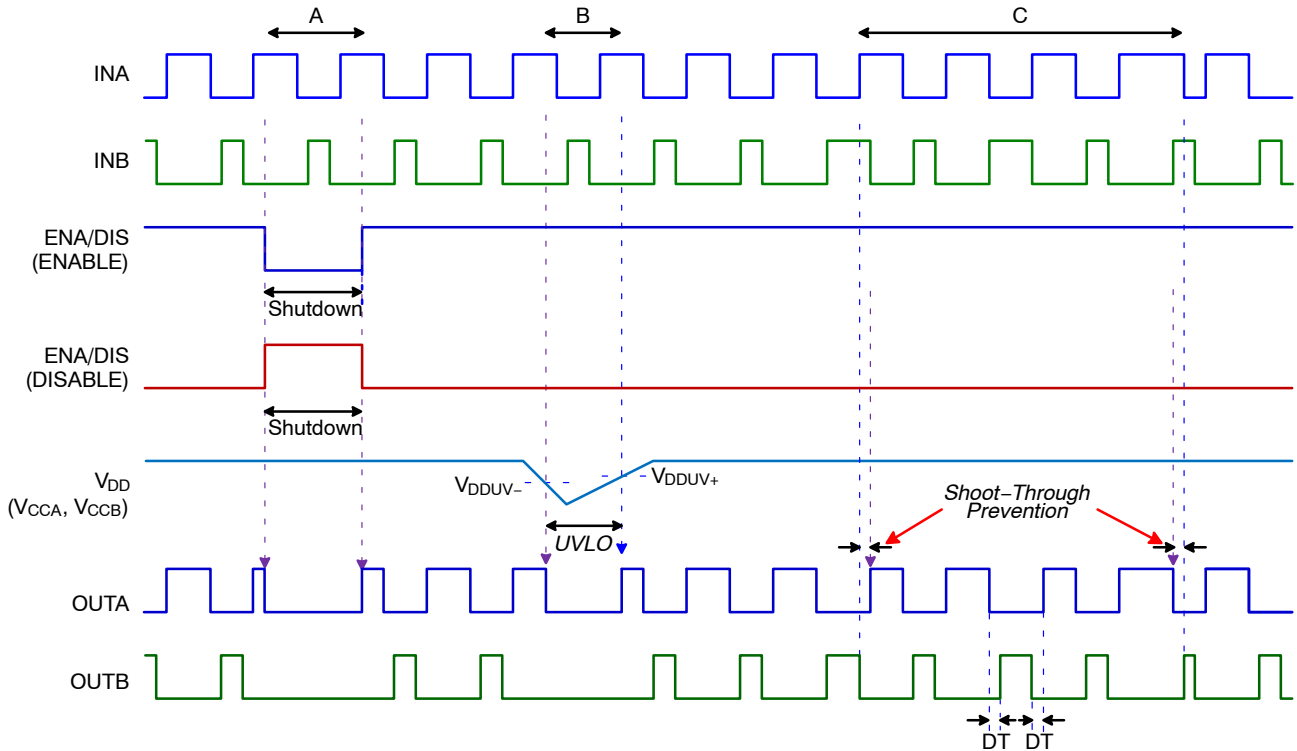 A
B
C
INA
INB
ENA/DIS
(ENABLE)
Shutdown
ENA/DIS
(DISABLE)
Shutdown
VDD
(VCCA, VCCB)
VDDUV−
VDDUV+
UVLO
Shoot−Through
Prevention
OUTA
OUTB
DT
DT